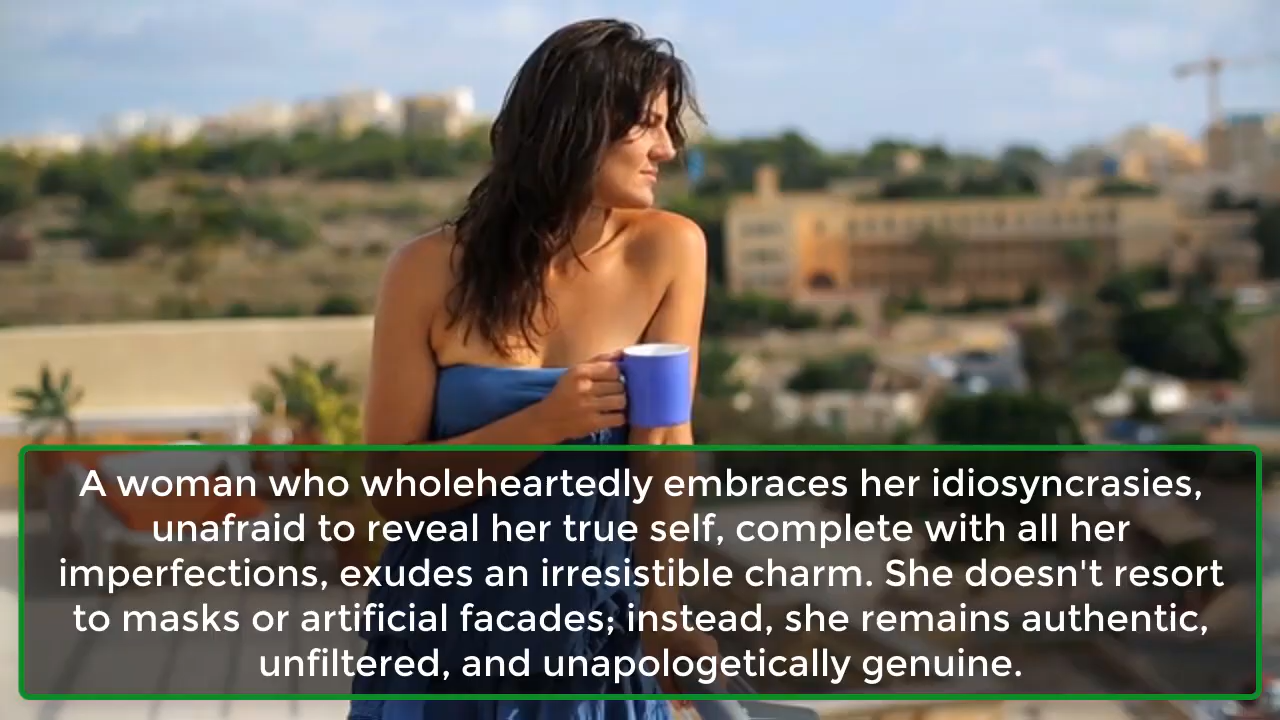 A woman who wholeheartedly embraces her idiosyncrasies,
unafraid to reveal her true self, complete with all her
imperfections, exudes an irresistible charm. She doesn't resort
to masks or artificial facades; instead, she remains authentic,
unfiltered, and unapologetically genuine.